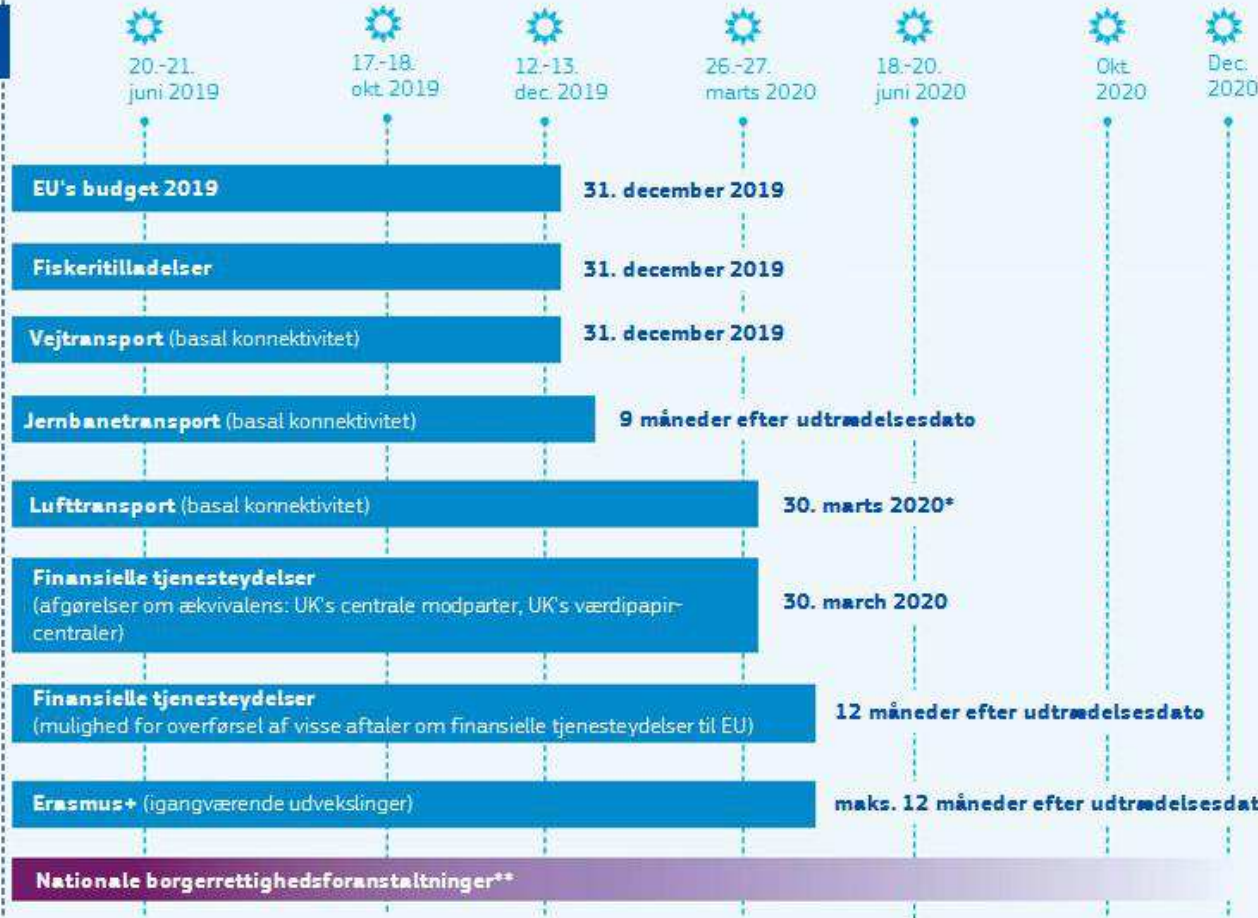 20.-21.
juni 2019
17.-18.
okt. 2019
12.-13.
dec. 2019
26.-27.
marts 2020
18.-20.
juni 2020
Okt.
2020
Dec.
2020
EU's budget 2019
31. december 2019
Fiskeritilladelser
31. december 2019
Vejtransport (basal konnektivitet)
31. december 2019
Jernbanetransport (basal konnektivitet)
9 måneder efter udtrædelsesdato
Lufttransport (basal konnektivitet)
30. marts 2020*
Finansielle tjenesteydelser
(afgørelser om ækvivalens: UK's centrale modparter, UK's værdipapir-
centraler)
30. march 2020
Finansielle tjenesteydelser
(mulighed for overførsel af visse aftaler om finansielle tjenesteydelser til EU)
12 måneder efter udtrædelsesdato
Erasmus+ (igangværende udvekslinger)
maks. 12 måneder efter udtrædelsesdat
Nationale borgerrettighedsforanstaltninger**